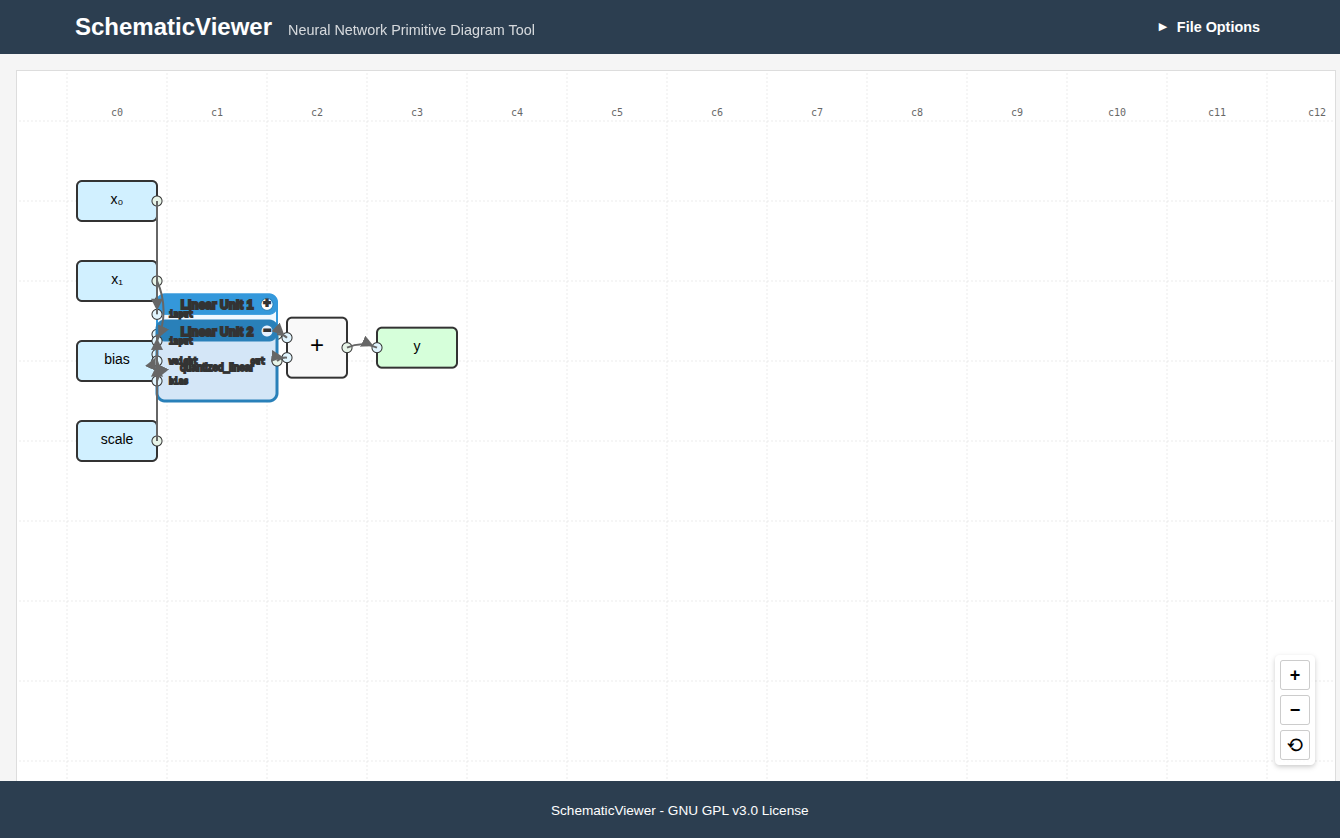 SchematicViewer
Neural Network Primitive Diagram Tool
► File Options
c0 c1 c2 c3 c4 c5 c6 c7 c8 c9 c10 c11 c12
x₀
x₁
Linear Unit 1 +
input
Linear Unit 2 −
input
bias
weight
out
quantized_linear
bias
+
y
scale
+
−
⟲
SchematicViewer - GNU GPL v3.0 License